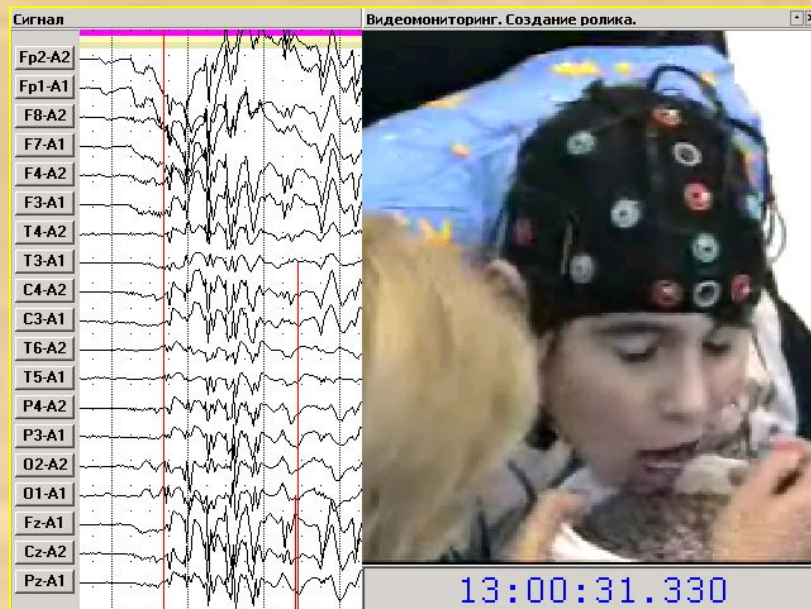 Сигнал
Видеомониторинг. Создание ролика.
Fp2-A2
Fp1-A1
F8-A2
F7-A1
F4-A2
F3-A1
T4-A2
T3-A1
C4-A2
C3-A1
T6-A2
T5-A1
P4-A2
P3-A1
O2-A2
O1-A1
Fz-A1
Cz-A2
Pz-A1
13:00:31.330